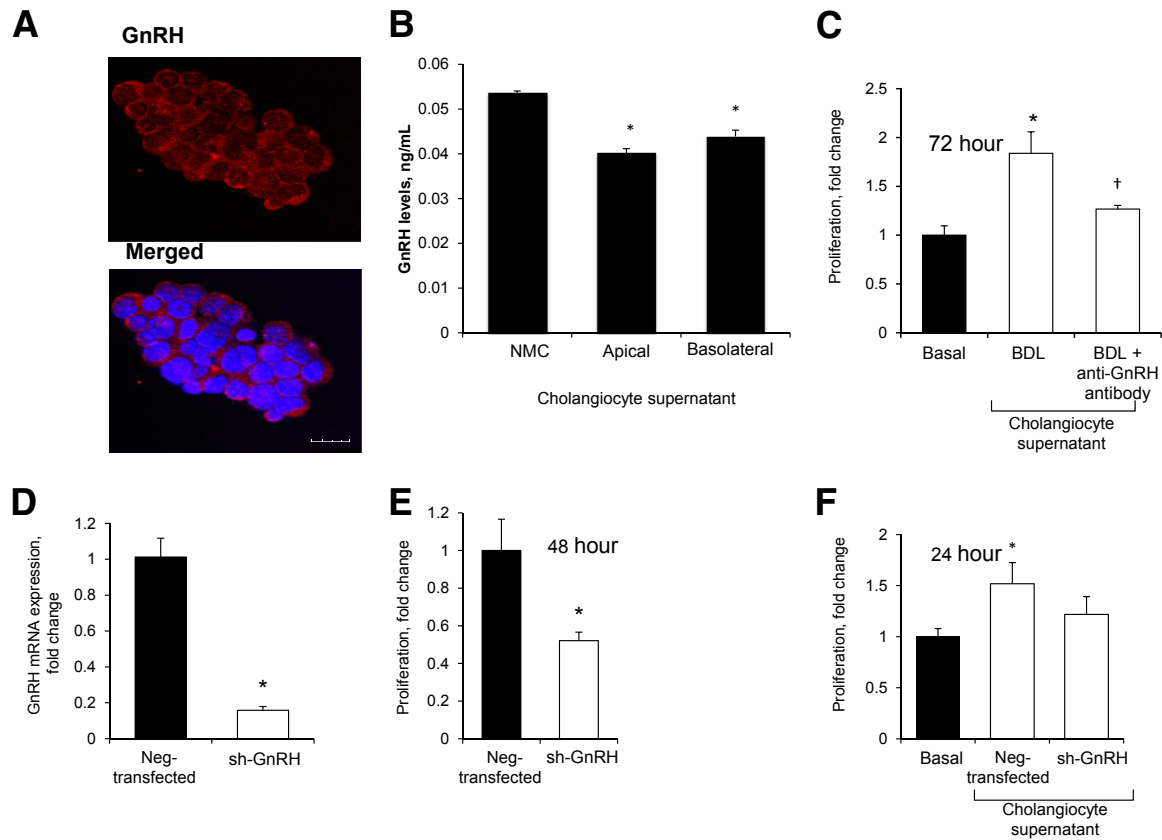 A
GnRH
Merged
B
GnRH levels, ng/mL
0.06
0.05
0.04
0.03
0.02
0.01
0
*
*
NMC
Apical
Basolateral
Cholangiocyte supernatant
C
Proliferation, fold change
2.5
2
1.5
1
0.5
0
72 hour
*
†
Basal
BDL
BDL +
anti-GnRH
antibody
Cholangiocyte
supernatant
D
GnRH mRNA expression,
fold change
1.2
1
0.8
0.6
0.4
0.2
0
*
Neg-
transfected
sh-GnRH
E
Proliferation, fold change
1.2
1
0.8
0.6
0.4
0.2
0
48 hour
*
Neg-
transfected
sh-GnRH
F
Proliferation, fold change
2
1.5
1
0.5
0
24 hour
*
Basal
Neg-
transfected
sh-GnRH
Cholangiocyte
supernatant